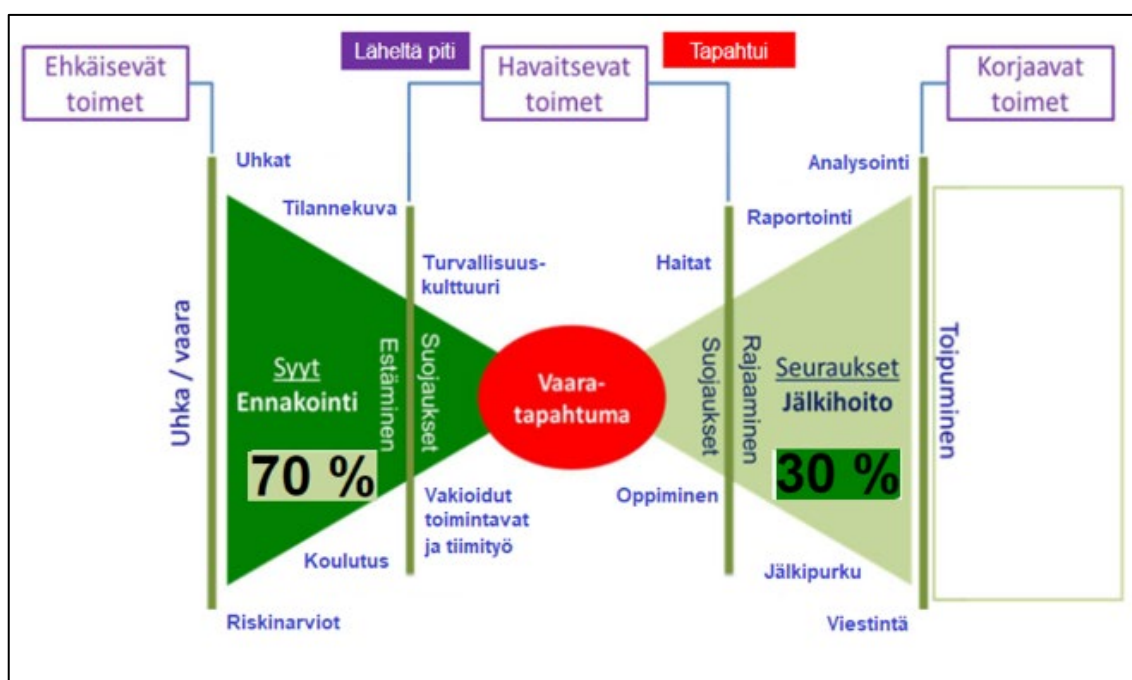 Ehkäisevät
toimet
Läheltä piti
Havaitsevat
toimet
Tapahtui
Korjaavat
toimet
Uhkat
Analysointi
Tilannekuva
Raportointi
Turvallisuus-
kulttuuri
Haitat
Uhka / vaara
Syyt
Ennakointi
70 %
Estäminen
Suojaukset
Vaara-
tapahtuma
Suojaukset
Rajaaminen
Seuraukset
Jälkihoito
30 %
Toipuminen
Vakioidut
toimintavat
ja tiimityö
Oppiminen
Koulutus
Jälkipurku
Riskinarviot
Viestintä